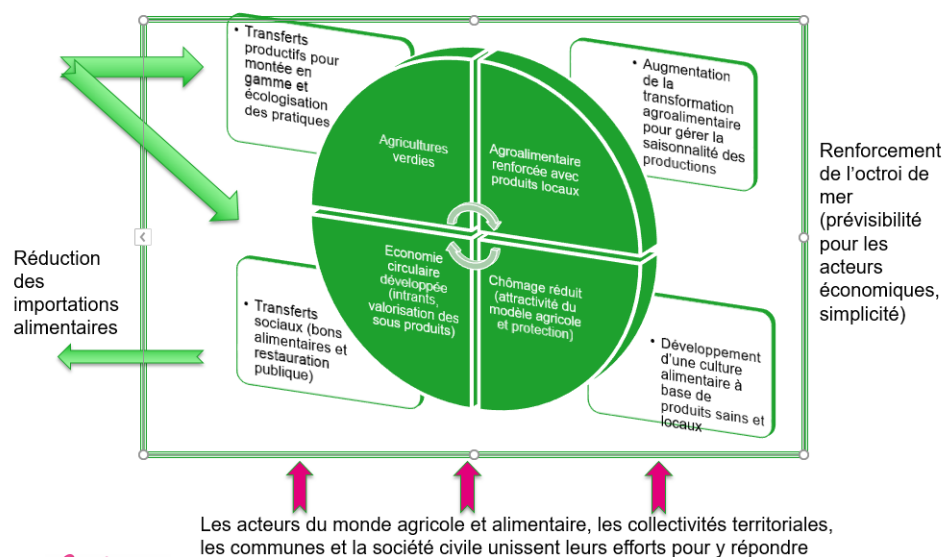 • Transferts
productifs pour
montée en
gamme et
écologisation
des pratiques
• Augmentation
de la
transformation
agroalimentaire
pour gérer la
saisonnalité des
productions
Agricultures
verdies
Agroalimentaire
renforcée avec
produits locaux
Renforcement
de l'octroi de
mer
(prévisibilité
pour les
acteurs
économiques,
simplicité)
Réduction
des
importations
alimentaires
Economie
circulaire
développée
(intrants,
valorisation des
sous produits)
Chômage réduit
(attractivité du
modèle agricole
et protection)
• Transferts
sociaux (bons
alimentaires et
restauration
publique)
• Développement
d'une culture
alimentaire à
base de
produits sains et
locaux
Les acteurs du monde agricole et alimentaire, les collectivités territoriales,
les communes et la société civile unissent leurs efforts pour y répondre